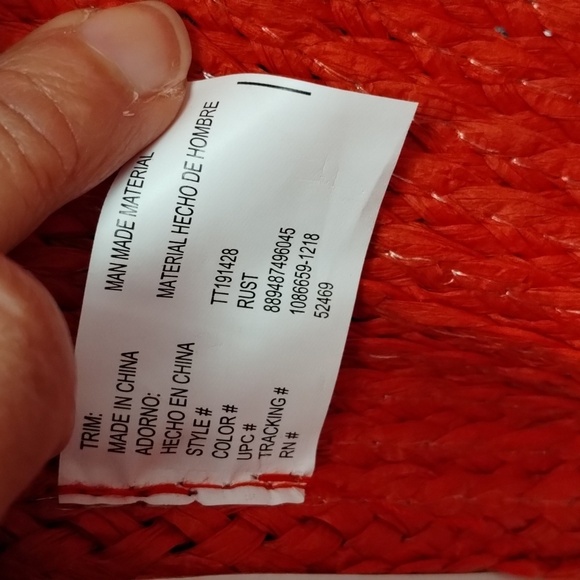 TRIM: MAN MADE MATERIAL
MADE IN CHINA
ADORNO: MATERIAL HECHO DE HOMBRE
HECHO EN CHINA
STYLE # TT191428
COLOR # RUST
UPC # 889487496045
TRACKING # 1086659-1218
RN # 52469